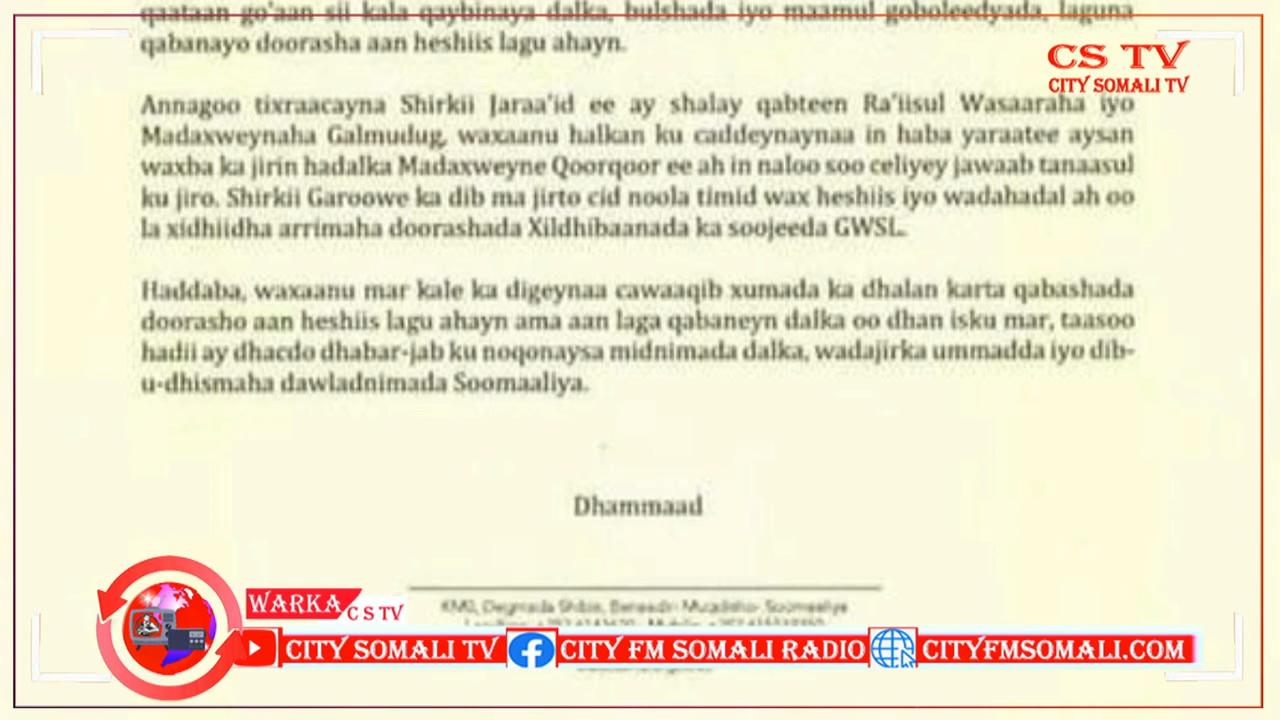 qaataan go'aan sii kala qaybinaya dalka, bulshada iyo maamul goboleedyada, laguna
qabanayo doorasha aan heshiis lagu ahayn.
CS TV
CITY SOMALI TV
Annagoo tixraacayna Shirkii Jaraa'id ee ay shalay qabteen Ra'iisul Wasaaraha iyo
Madaxweynaha Galmudug, waxaanu halkan ku caddeynaynaa in haba yaraatee aysan
waxba ka jirin hadalka Madaxweyne Qoorqoor ee ah in naloo soo celiyey jawaab tanaasul
ku jiro. Shirkii Garoowe ka dib ma jirto cid noola timid wax heshiis iyo wadahadal ah oo
la xidhiidha arrimaha doorashada Xildhibaanada ka soojeeda GWSL.
Haddaba, waxaanu mar kale ka digeynaa cawaaqib xumada ka dhalan karta qabashada
doorasho aan heshiis lagu ahayn ama aan laga qabaneyn dalka oo dhan isku mar, taasoo
hadii ay dhacdo dhabar-jab ku noqonaysa midnimada dalka, wadajirka ummadda iyo dib-
u-dhismaha dawladnimada Soomaaliya.
Dhammaad
Soomaaliya
WARKA
CS TV
CITY SOMALI TV CITY FM SOMALI RADIO CITYFMSOMALI.COM